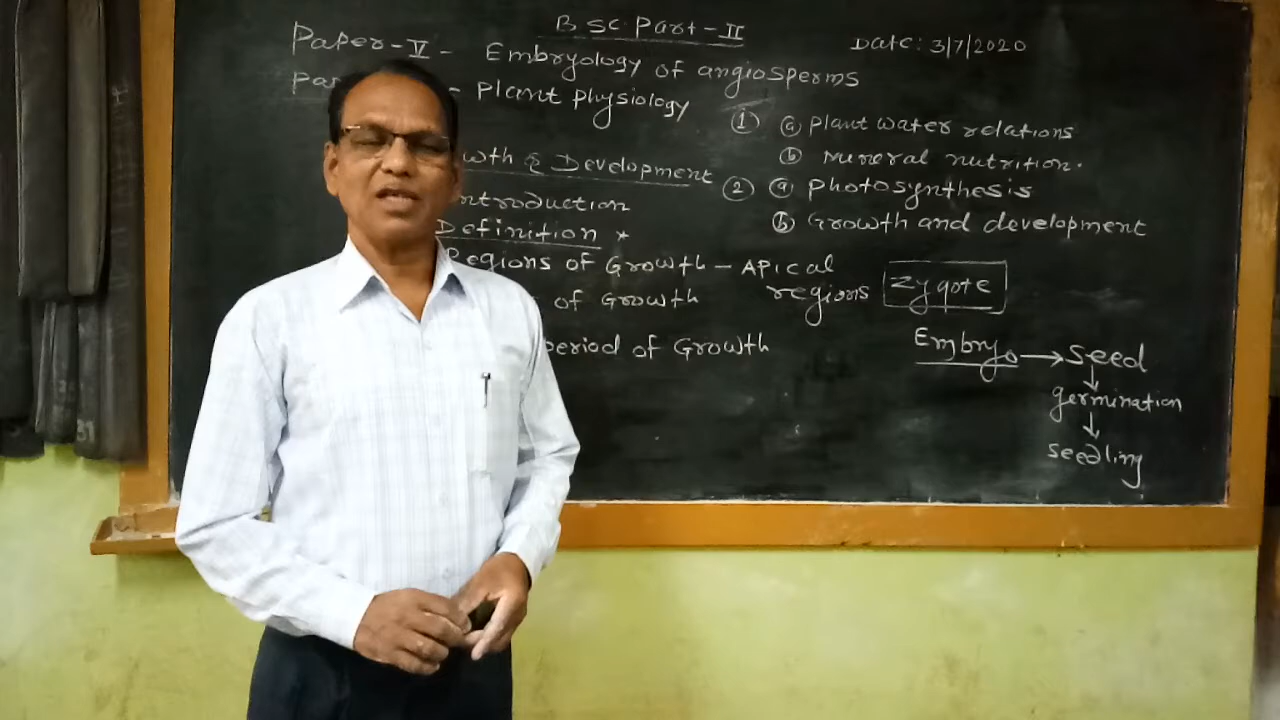 BSC Part-II
Date: 3/7/2020
Paper-V- Embryology of angiosperms
Pa - Plant physiology
① ⓐ Plant water relations
ⓑ Mineral nutrition.
② ⓐ Photosynthesis
ⓑ Growth and development
wth & Development
ntroduction
Definition *
Regions of Growth - Apical regions
of Growth
period of Growth
Zygote
Embryo → Seed
↓
germination
↓
seedling